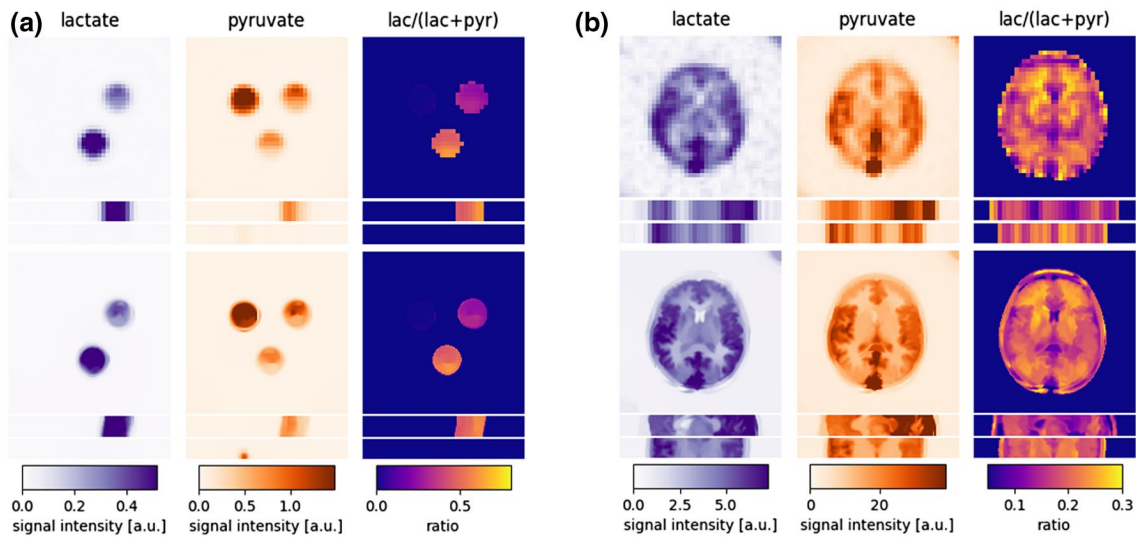 (a) lactate pyruvate lac/(lac+pyr)
(b) lactate pyruvate lac/(lac+pyr)
0.0 0.2 0.4 0.0 0.5 1.0 0.0 0.5
signal intensity [a.u.] signal intensity [a.u.] ratio
0.0 2.5 5.0 0 20 0.1 0.2 0.3
signal intensity [a.u.] signal intensity [a.u.] ratio